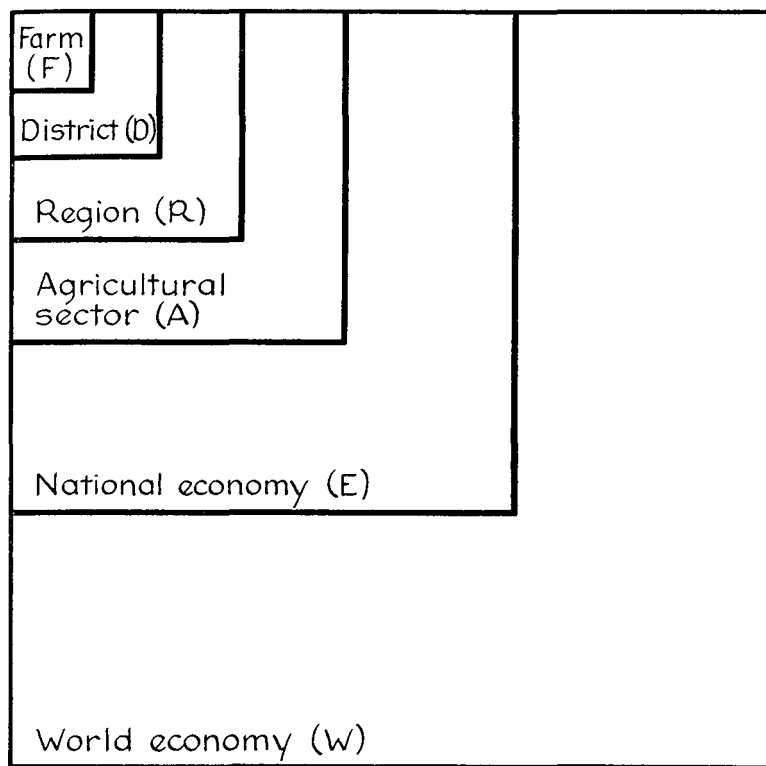 Farm
(F)
District (D)
Region (R)
Agricultural
sector (A)
National economy (E)
World economy (W)